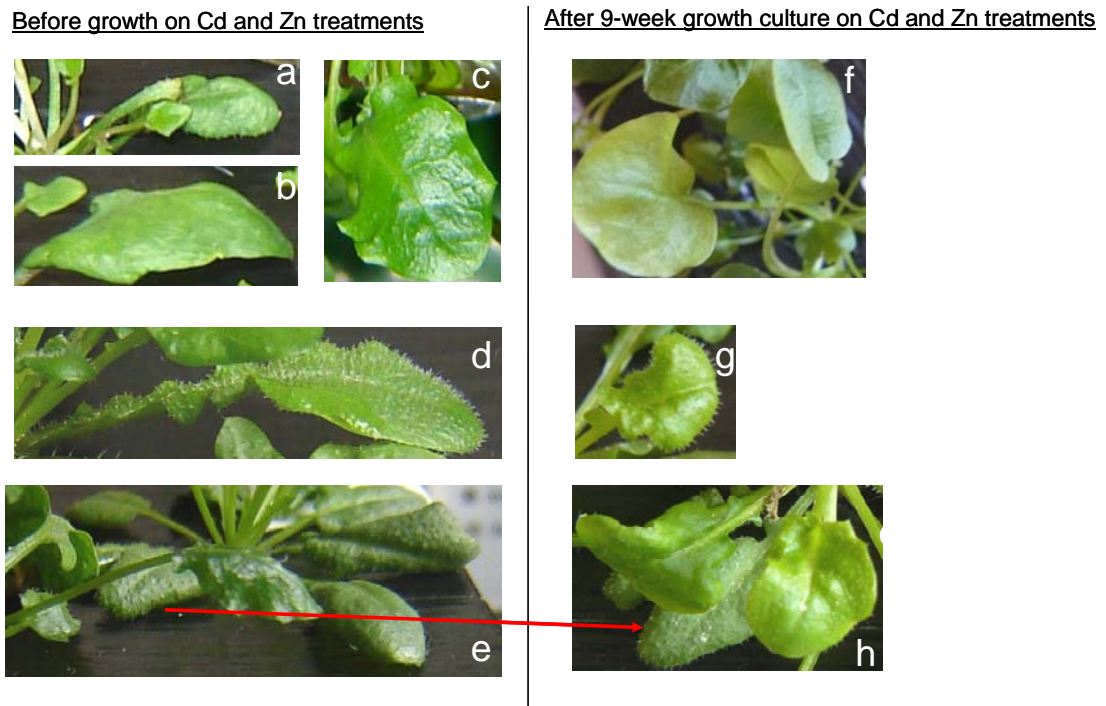 Before growth on Cd and Zn treatments
After 9-week growth culture on Cd and Zn treatments
a
c
f
b
d
g
e
h